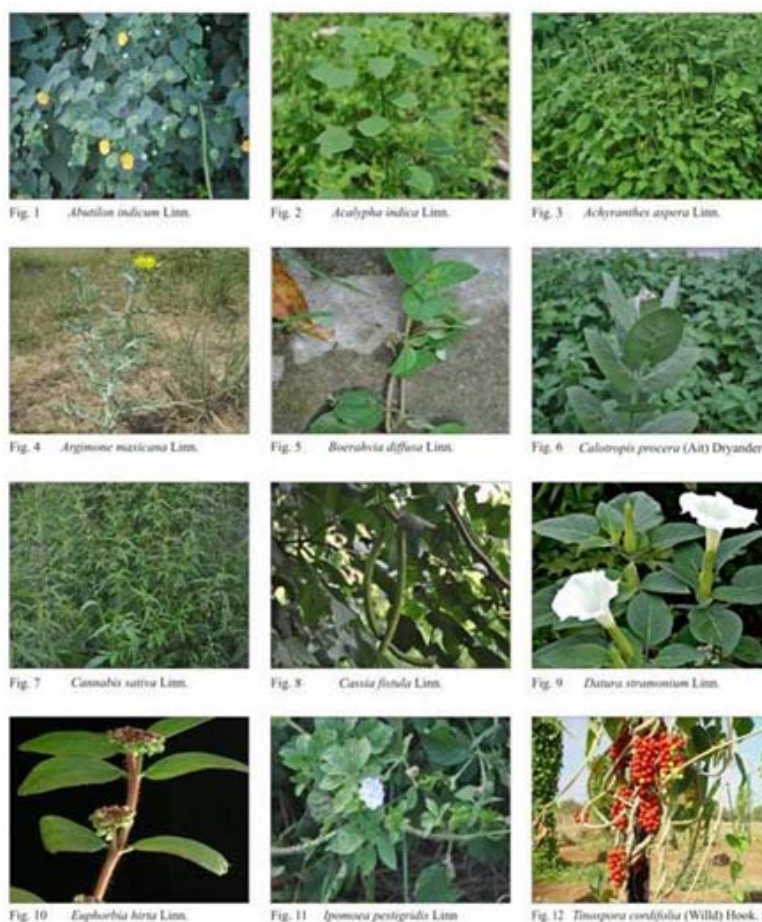 Fig. 1 Abutilon indicum Linn.
Fig. 2 Acalypha indica Linn.
Fig. 3 Achyranthes aspera Linn.
Fig. 4 Argimone maxicana Linn.
Fig. 5 Boerahvia diffusa Linn.
Fig. 6 Calotropis procera (Ait) Dryander
Fig. 7 Cannabis sativa Linn.
Fig. 8 Cassia fistula Linn.
Fig. 9 Datura stramonium Linn.
Fig. 10 Euphorbia hirta Linn.
Fig. 11 Ipomoea pestigridis Linn
Fig. 12 Tinospora cordifolia (Willd) Hook.